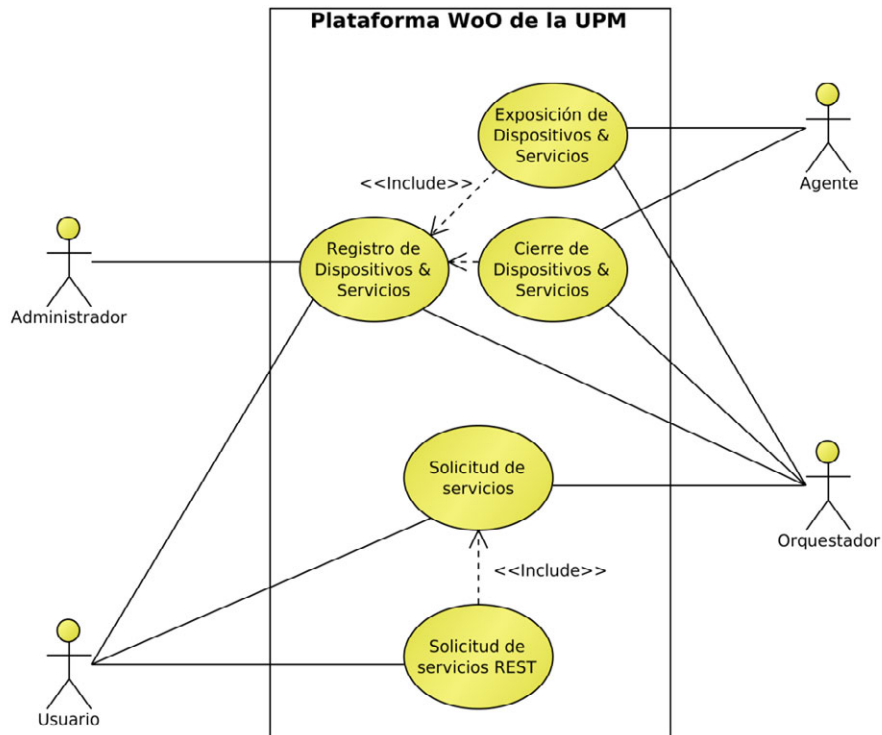 Plataforma WoO de la UPM
Exposición de
Dispositivos &
Servicios
Agente
<<Include>>
Registro de
Dispositivos &
Servicios
Cierre de
Dispositivos &
Servicios
Administrador
Solicitud de
servicios
Orquestador
<<Include>>
Solicitud de
servicios REST
Usuario